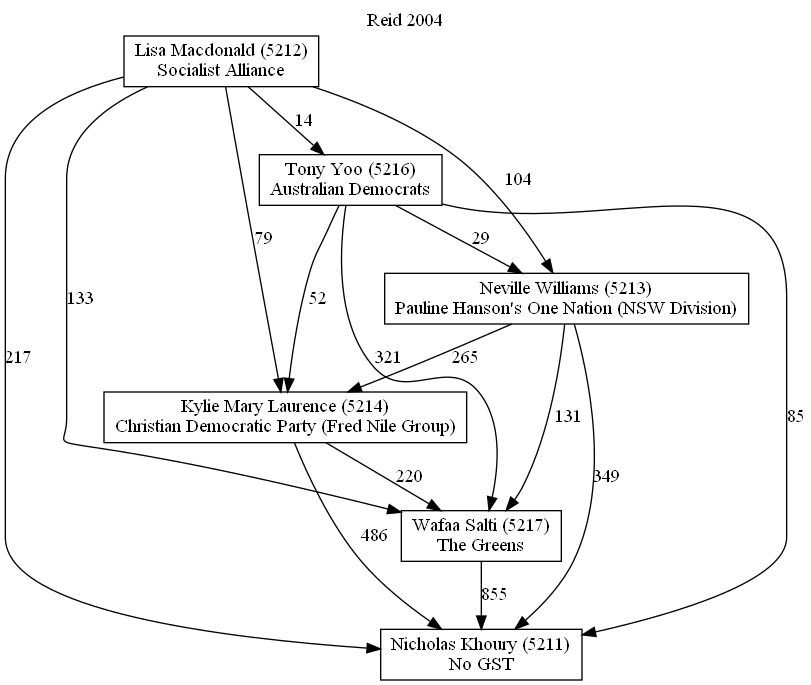 Reid 2004
Lisa Macdonald (5212)
Socialist Alliance
14
Tony Yoo (5216)
Australian Democrats
104
79
29
133
52
Neville Williams (5213)
Pauline Hanson's One Nation (NSW Division)
217
321
265
Kylie Mary Laurence (5214)
Christian Democratic Party (Fred Nile Group)
131
85
220
349
Wafaa Salti (5217)
The Greens
486
855
Nicholas Khoury (5211)
No GST